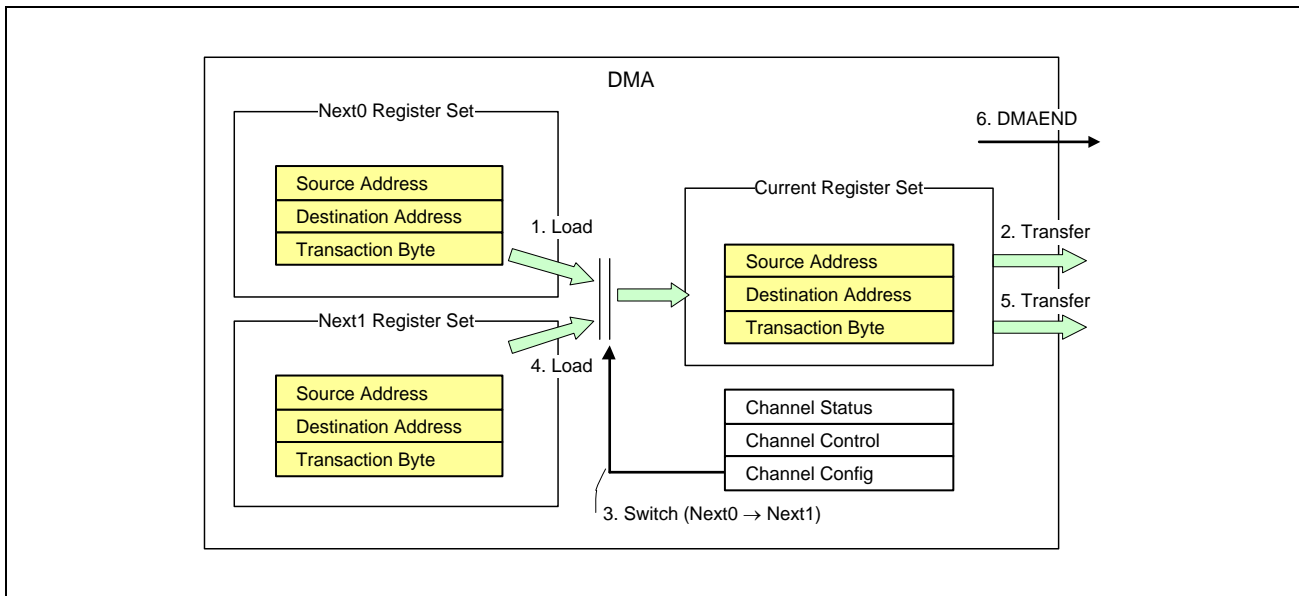 DMA
Next0 Register Set
6. DMAEND
Source Address
Destination Address
Transaction Byte
1. Load
Current Register Set
2. Transfer
Source Address
Destination Address
Transaction Byte
5. Transfer
Next1 Register Set
4. Load
Source Address
Destination Address
Transaction Byte
Channel Status
Channel Control
Channel Config
3. Switch (Next0 → Next1)